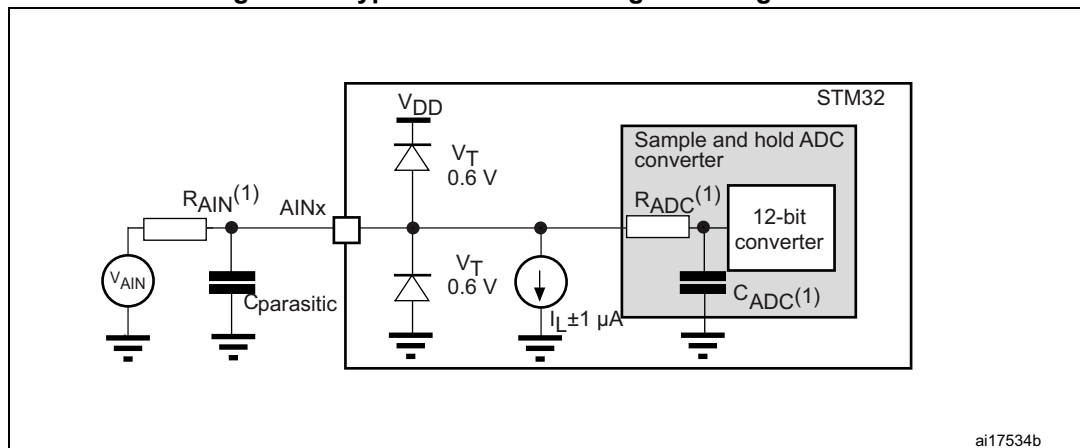 STM32
VDD
VT
0.6 V
Sample and hold ADC
converter
RAIN(1)
AINx
RADC(1)
12-bit
converter
VAIN
Cparasitic
VT
0.6 V
IL±1 µA
CADC(1)
ai17534b